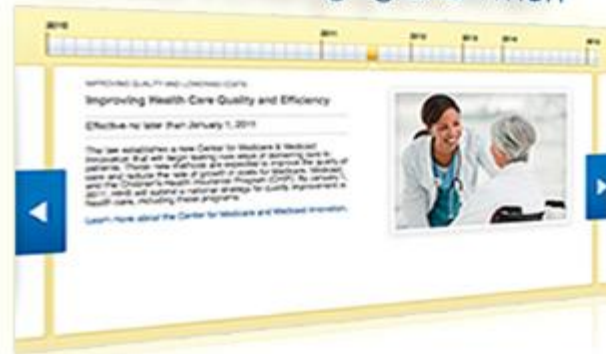 2010 2011 2012 2013 2014
IMPROVING QUALITY AND LOWERING COSTS
Improving Health Care Quality and Efficiency
Effective no later than January 1, 2011
The law establishes a new Center for Medicare & Medicaid
Innovation that will begin testing new ways of delivering care to
patients. These new methods are expected to improve the quality of
care and reduce the rate of growth in costs for Medicare, Medicaid,
and the Children's Health Insurance Program (CHIP). By January 1,
2011, HHS will submit a national strategy for quality improvement in
health care, including these programs.
Learn more about the Center for Medicare and Medicaid Innovation.